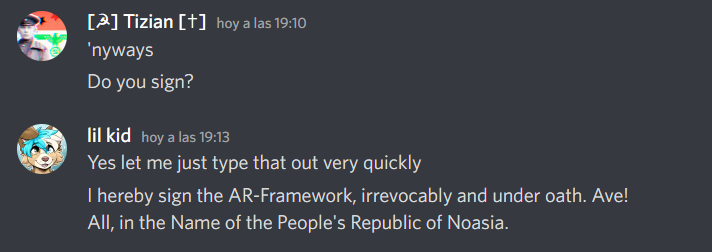 [☭] Tizian [†] hoy a las 19:10
'nyways
Do you sign?
lil kid hoy a las 19:13
Yes let me just type that out very quickly
I hereby sign the AR-Framework, irrevocably and under oath. Ave!
All, in the Name of the People's Republic of Noasia.